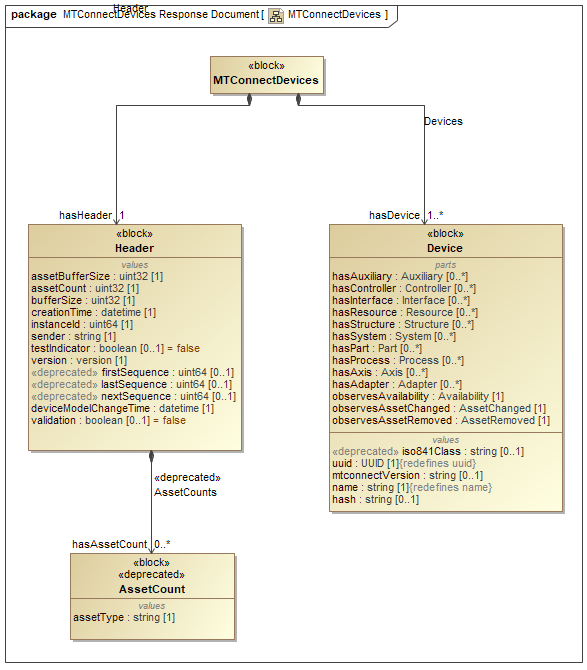 Header
package MTConnectDevices Response Document [ MTConnectDevices ]
«block»
MTConnectDevices
Devices
hasHeader 1
hasDevice 1..*
«block»
Header
values
assetBufferSize : uint32 [1]
assetCount : uint32 [1]
bufferSize : uint32 [1]
creationTime : datetime [1]
instanceId : uint64 [1]
sender : string [1]
testIndicator : boolean [0..1] = false
version : version [1]
«deprecated» firstSequence : uint64 [0..1]
«deprecated» lastSequence : uint64 [0..1]
«deprecated» nextSequence : uint64 [0..1]
deviceModelChangeTime : datetime [1]
validation : boolean [0..1] = false
«block»
Device
parts
hasAuxiliary : Auxiliary [0..*]
hasController : Controller [0..*]
hasInterface : Interface [0..*]
hasResource : Resource [0..*]
hasStructure : Structure [0..*]
hasSystem : System [0..*]
hasPart : Part [0..*]
hasProcess : Process [0..*]
hasAxis : Axis [0..*]
hasAdapter : Adapter [0..*]
observesAvailability : Availability [1]
observesAssetChanged : AssetChanged [1]
observesAssetRemoved : AssetRemoved [1]
values
«deprecated» iso841Class : string [0..1]
uuid : UUID [1]{redefines uuid}
mtconnectVersion : string [0..1]
name : string [1]{redefines name}
hash : string [0..1]
«deprecated»
AssetCounts
hasAssetCount 0..*
«block»
«deprecated»
AssetCount
values
assetType : string [1]